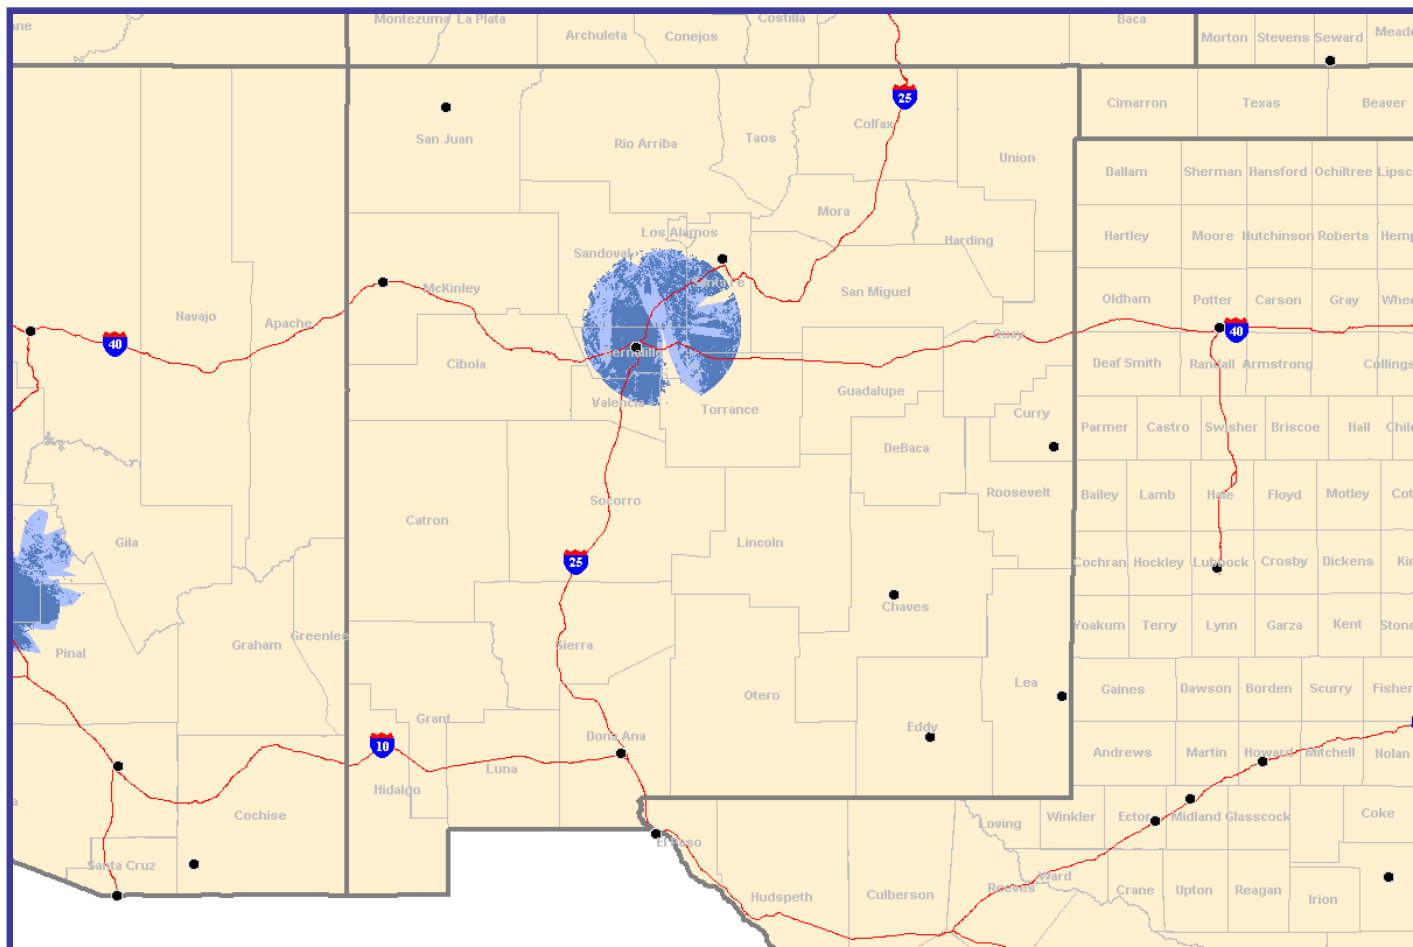 Montezuma La Plata
Costilla
Baca
Archuleta
Conejos
Morton Stevens Seward
25
Cimarron
Texas
Beaver
San Juan
Rio Arriba
Taos
Colfax
Union
Dallam
Sherman Hansford Ochiltree
Mora
Los Alamos
Harding
Hartley
Moore Hutchinson Roberts
Sandoval
McKinley
San Miguel
Navajo
Apache
Oldham
Potter
Carson
Gray
40
Quay
40
Cibola
Guadalupe
Deaf Smith
Randall Armstrong
Valencia
Torrance
Curry
Parmer
Castro
Swisher
Briscoe
Hall
DeBaca
Roosevelt
Bailey
Lamb
Hale
Floyd
Motley
Socorro
Catron
Gila
Lincoln
25
Cochran Hockley Lubbock
Crosby
Dickens
Chaves
Yoakum
Terry
Lynn
Garza
Kent
Greenlee
Graham
Sierra
Pinal
Otero
Lea
Gaines
Dawson
Borden
Scurry
Fisher
Grant
Eddy
Dona Ana
10
Andrews
Martin
Howard
Mitchell
Nolan
Luna
Hidalgo
Cochise
Loving
Winkler
Ector
Midland Glasscock
Coke
El Paso
Santa Cruz
Hudspeth
Culberson
Reeves
Ward
Crane
Upton
Reagan
Irion